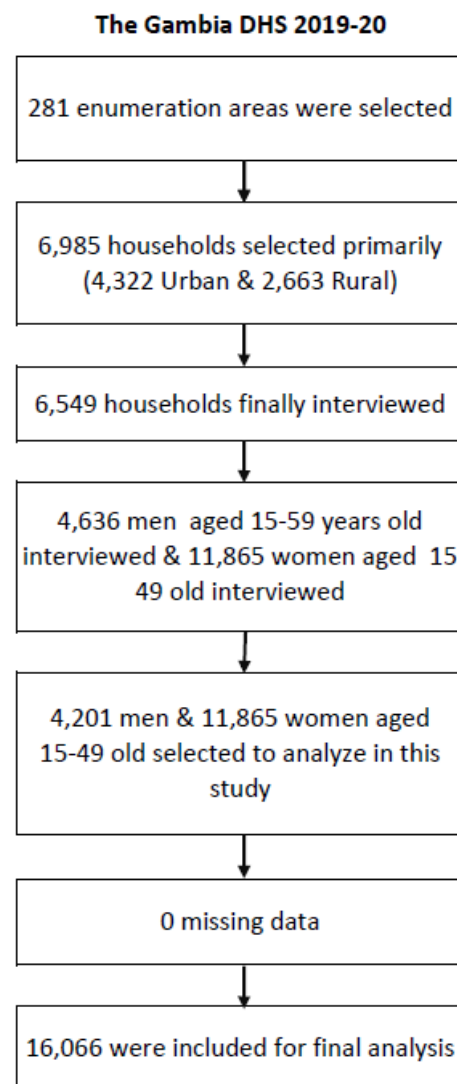 The Gambia DHS 2019-20
281 enumeration areas were selected
6,985 households selected primarily
(4,322 Urban & 2,663 Rural)
6,549 households finally interviewed
4,636 men aged 15-59 years old
interviewed & 11,865 women aged 15-
49 old interviewed
4,201 men & 11,865 women aged
15-49 old selected to analyze in this
study
0 missing data
16,066 were included for final analysis